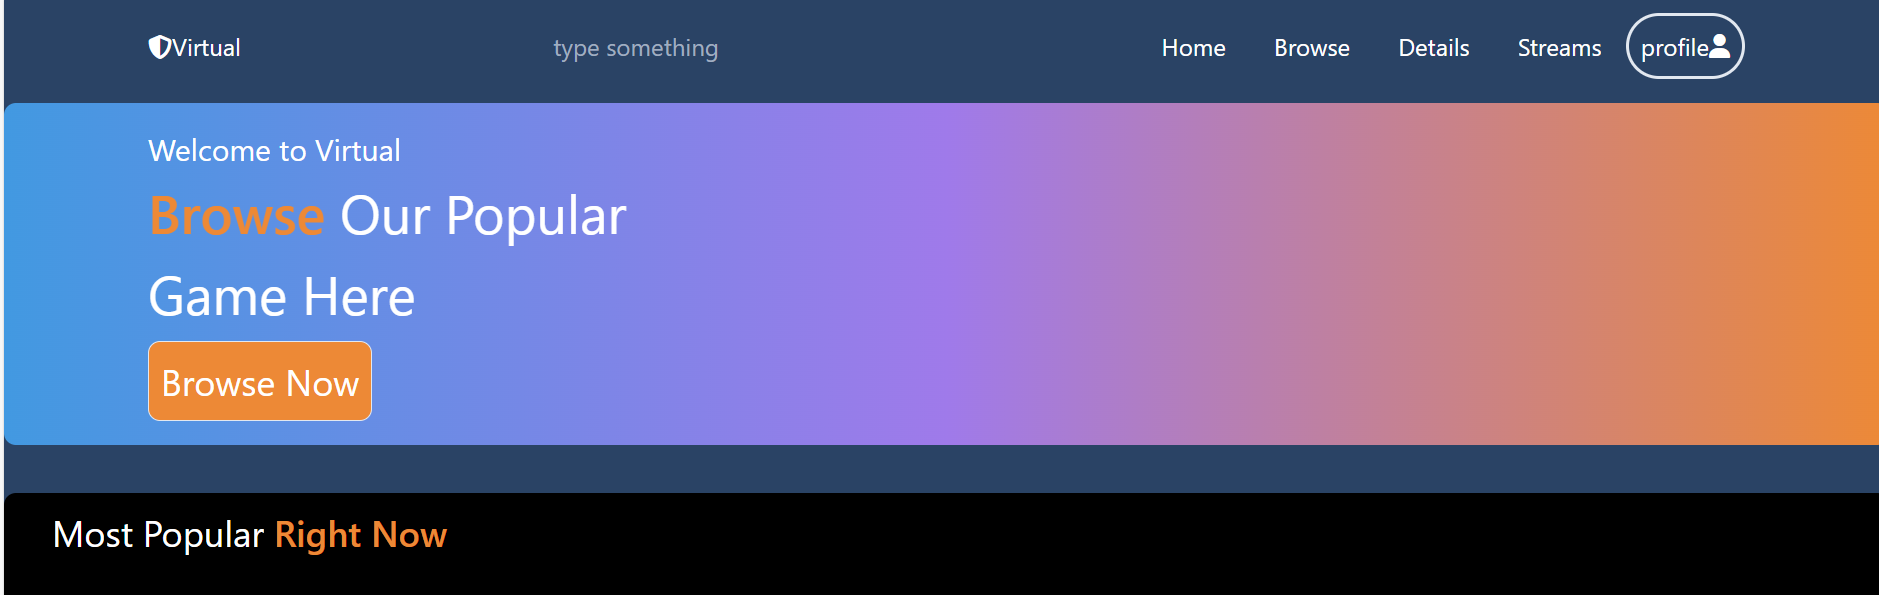 Virtual
type something
Home
Browse
Details
Streams
profile
Welcome to Virtual
Browse Our Popular
Game Here
Browse Now
Most Popular Right Now